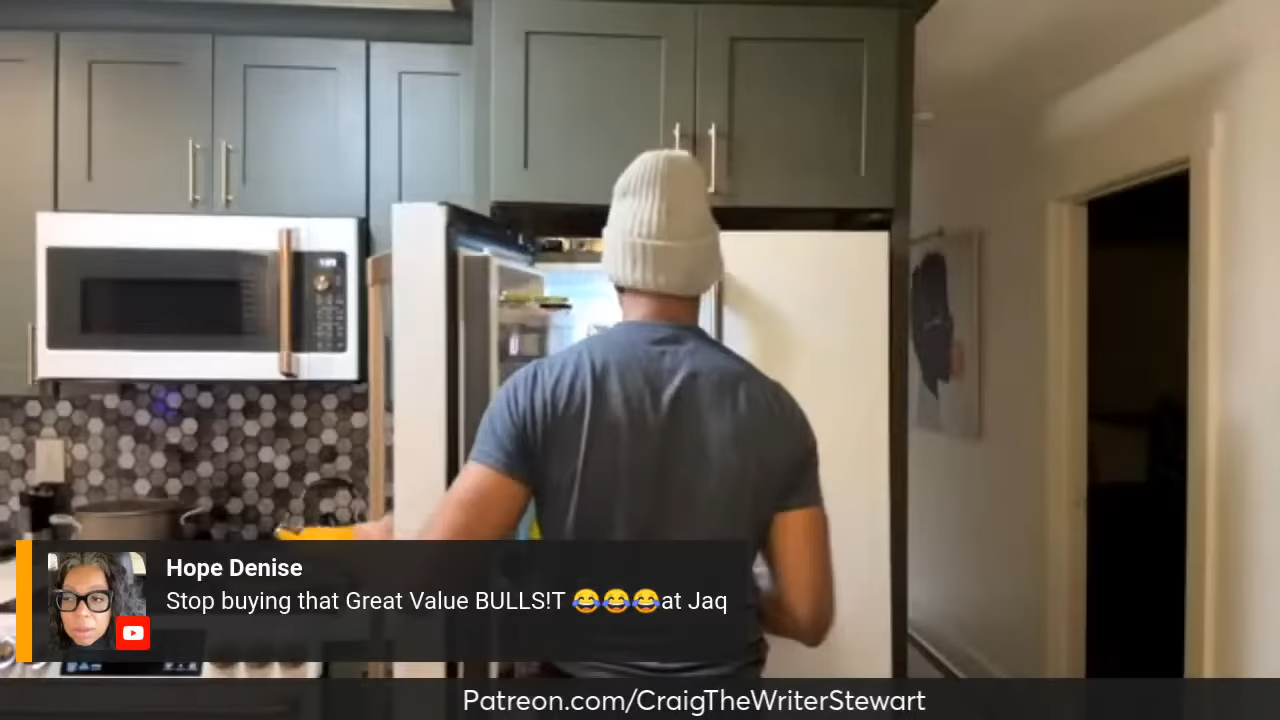 Hope Denise
Stop buying that Great Value BULLS!T 😂😂😂at Jaq
Patreon.com/CraigTheWriterStewart